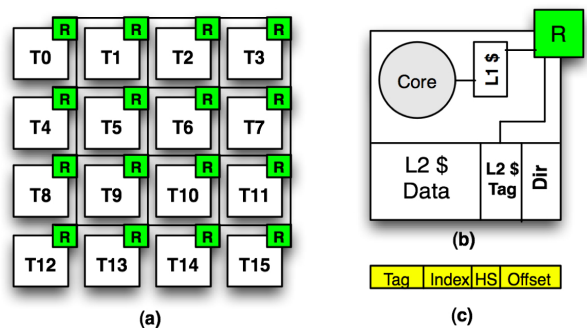 R R R R
T0 T1 T2 T3
R R R R
T4 T5 T6 T7
R R R R
T8 T9 T10 T11
R R R R
T12 T13 T14 T15
(a)
R
Core
L1 $
L2 $
Data
L2 $
Tag
Dir
(b)
Tag Index HS Offset
(c)